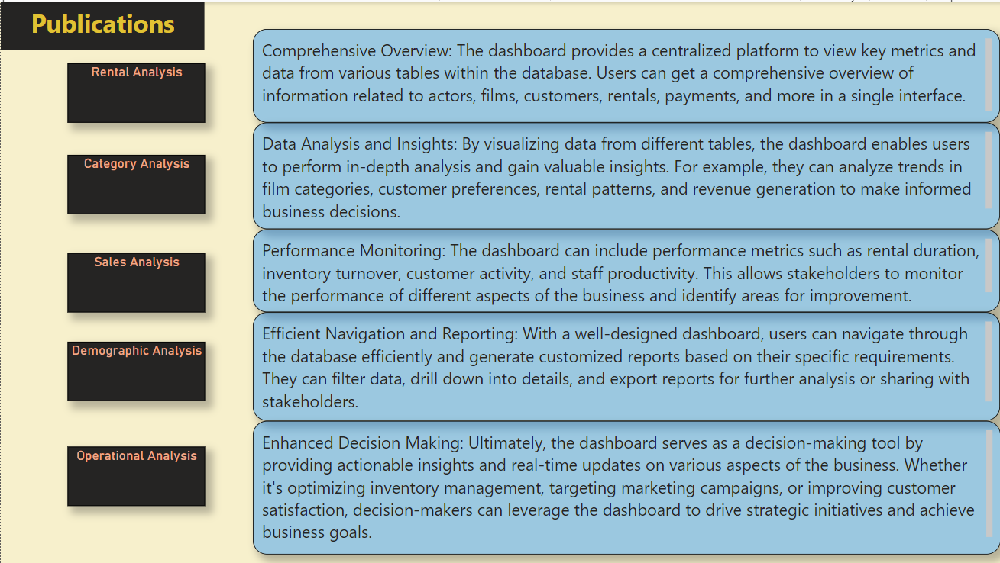 Publications
Rental Analysis
Category Analysis
Sales Analysis
Demographic Analysis
Operational Analysis
Comprehensive Overview: The dashboard provides a centralized platform to view key metrics and
data from various tables within the database. Users can get a comprehensive overview of
information related to actors, films, customers, rentals, payments, and more in a single interface.
Data Analysis and Insights: By visualizing data from different tables, the dashboard enables users
to perform in-depth analysis and gain valuable insights. For example, they can analyze trends in
film categories, customer preferences, rental patterns, and revenue generation to make informed
business decisions.
Performance Monitoring: The dashboard can include performance metrics such as rental duration,
inventory turnover, customer activity, and staff productivity. This allows stakeholders to monitor
the performance of different aspects of the business and identify areas for improvement.
Efficient Navigation and Reporting: With a well-designed dashboard, users can navigate through
the database efficiently and generate customized reports based on their specific requirements.
They can filter data, drill down into details, and export reports for further analysis or sharing with
stakeholders.
Enhanced Decision Making: Ultimately, the dashboard serves as a decision-making tool by
providing actionable insights and real-time updates on various aspects of the business. Whether
it's optimizing inventory management, targeting marketing campaigns, or improving customer
satisfaction, decision-makers can leverage the dashboard to drive strategic initiatives and achieve
business goals.